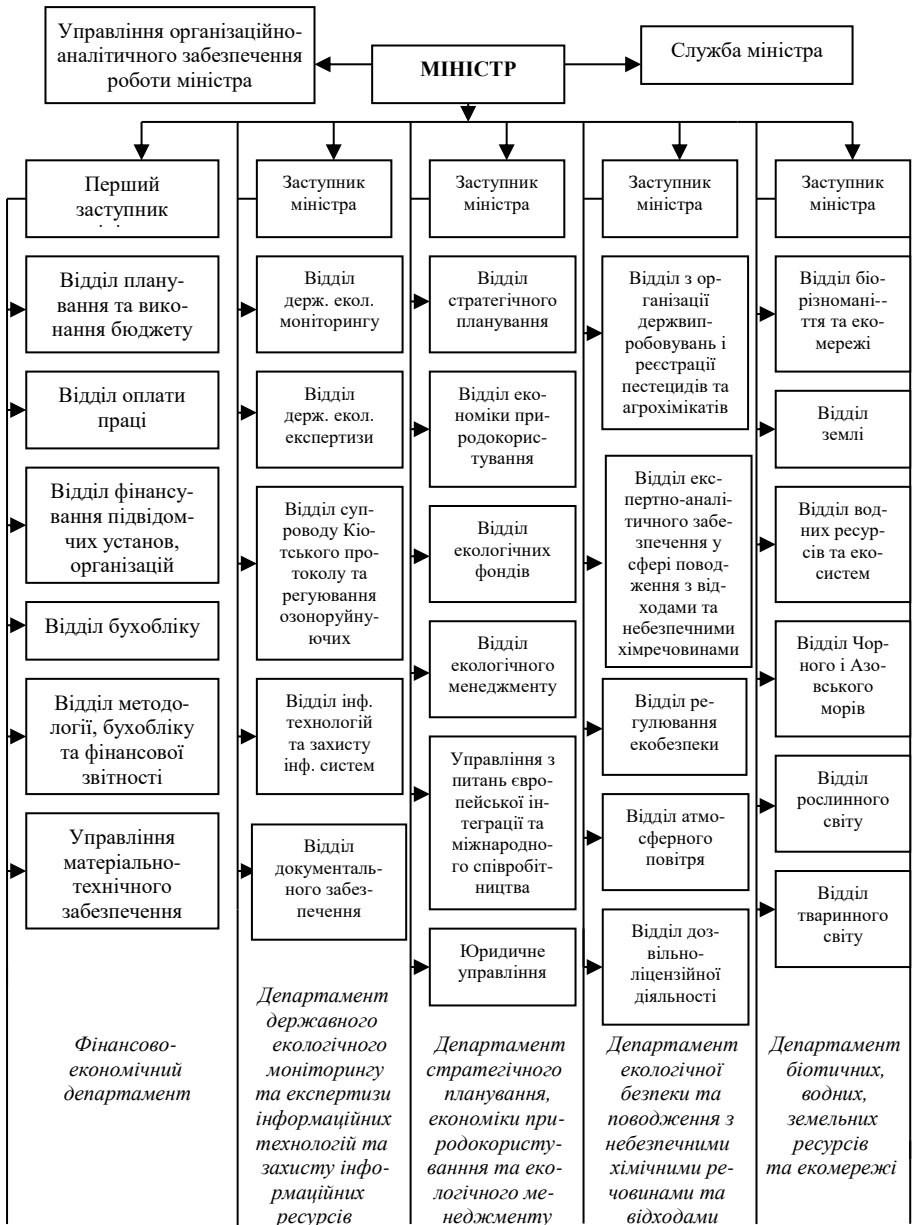 Управління організаційно-
аналітичного забезпечення
роботи міністра
МІНІСТР
Служба міністра
Перший
заступник
Відділ плану-
вання та вико-
нання бюджету
Відділ оплати
праці
Відділ фінансу-
вання підвідом-
чих установ,
організацій
Відділ бухобліку
Відділ методо-
логії, бухобліку
та фінансової
звітності
Управління
матеріально-
технічного
забезпечення
Фінансово-
економічний
департамент
Заступник
міністра
Відділ
держ. екол.
моніторингу
Відділ
держ. екол.
експертизи
Відділ суп-
роводу Кіо-
тського про-
токолу та
регуювання
озоноруйну-
ючих
Відділ інф.
технологій
та захисту
інф. систем
Відділ
документаль-
ного забез-
печення
Департамент
державного
екологічного
моніторингу
та експертизи
інформаційних
технологій та
захисту інфо-
рмаційних
ресурсів
Заступник
міністра
Відділ
стратегічного
планування
Відділ еко-
номіки при-
родокорис-
тування
Відділ
екологічних
фондів
Відділ
екологічного
менеджменту
Управління з
питань євро-
пейської ін-
теграції та
міжнародно-
го співробіт-
ництва
Юридичне
управління
Департамент
стратегічного
планування,
економіки при-
родокористу-
ванння та еко-
логічного ме-
неджменту
Заступник
міністра
Відділ з ор-
ганізації
держвип-
робовувань і
реєстрації
пестецидів та
агрохімікатів
Відділ екс-
пертно-аналі-
тичного забе-
зпечення у
сфері повод-
ження з від-
ходами та
небезпечними
хімречовинами
Відділ ре-
гулювання
екобезпеки
Відділ атмо-
сферного
повітря
Відділ доз-
вільно-
ліцензійної
діяльності
Департамент
екологічної
безпеки та
поводження з
небезпечними
хімічними ре-
човинами та
відходами
Заступник
міністра
Відділ біо-
різномані--
ття та еко-
мережі
Відділ
землі
Відділ вод-
них ресур-
сів та еко-
систем
Відділ Чор-
ного і Азо-
вського
морів
Відділ
рослинного
світу
Відділ
тваринного
світу
Департамент
біотичних,
водних,
земельних
ресурсів
та екомережі